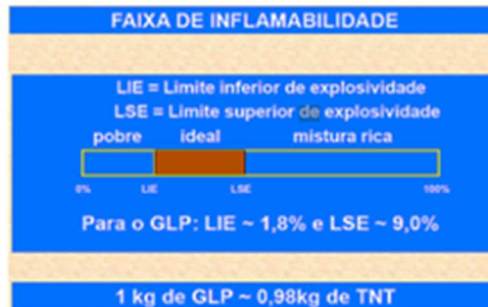 FAIXA DE INFLAMABILIDADE
LIE = Limite inferior de explosividade
LSE = Limite superior de explosividade
pobre ideal mistura rica
0% LIE LSE 100%
Para o GLP: LIE ~ 1,8% e LSE ~ 9,0%
1 kg de GLP ~ 0,98kg de TNT